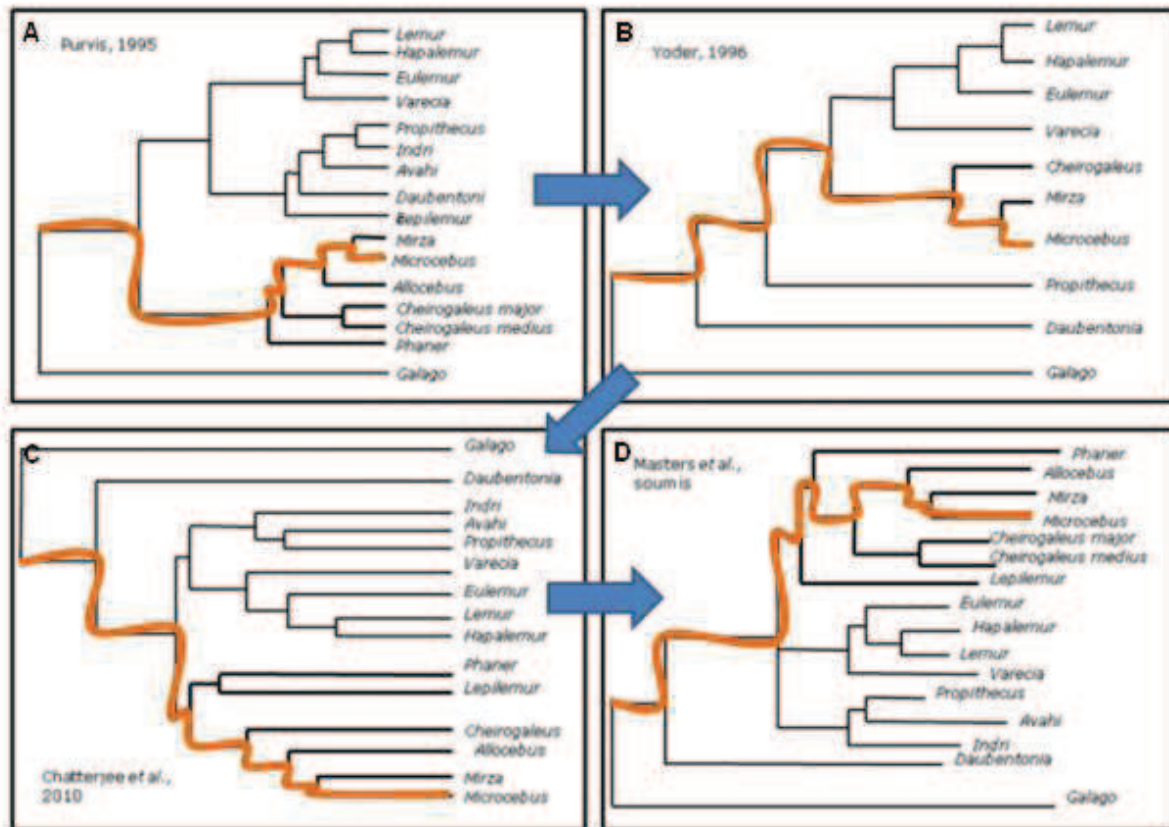 A
Purvis, 1995
Lemur
Hapalemur
Eulemur
Varecia
Propithecus
Indri
Avahi
Daubentoni
Lepilemur
Mirza
Microcebus
Allocebus
Cheirogaleus major
Cheirogaleus medius
Phaner
Galago
B
Yoder, 1996
Lemur
Hapalemur
Eulemur
Varecia
Cheirogaleus
Mirza
Microcebus
Propithecus
Daubentonia
Galago
C
Galago
Daubentonia
Indri
Avahi
Propithecus
Varecia
Eulemur
Lemur
Hapalemur
Phaner
Lepilemur
Cheirogaleus
Allocebus
Mirza
Microcebus
Chatterjee et al.,
2010
D
Masters et al.,
soumis
Phaner
Allocebus
Mirza
Microcebus
Cheirogaleus major
Cheirogaleus medius
Lepilemur
Eulemur
Hapalemur
Lemur
Varecia
Propithecus
Avahi
Indri
Daubentonia
Galago